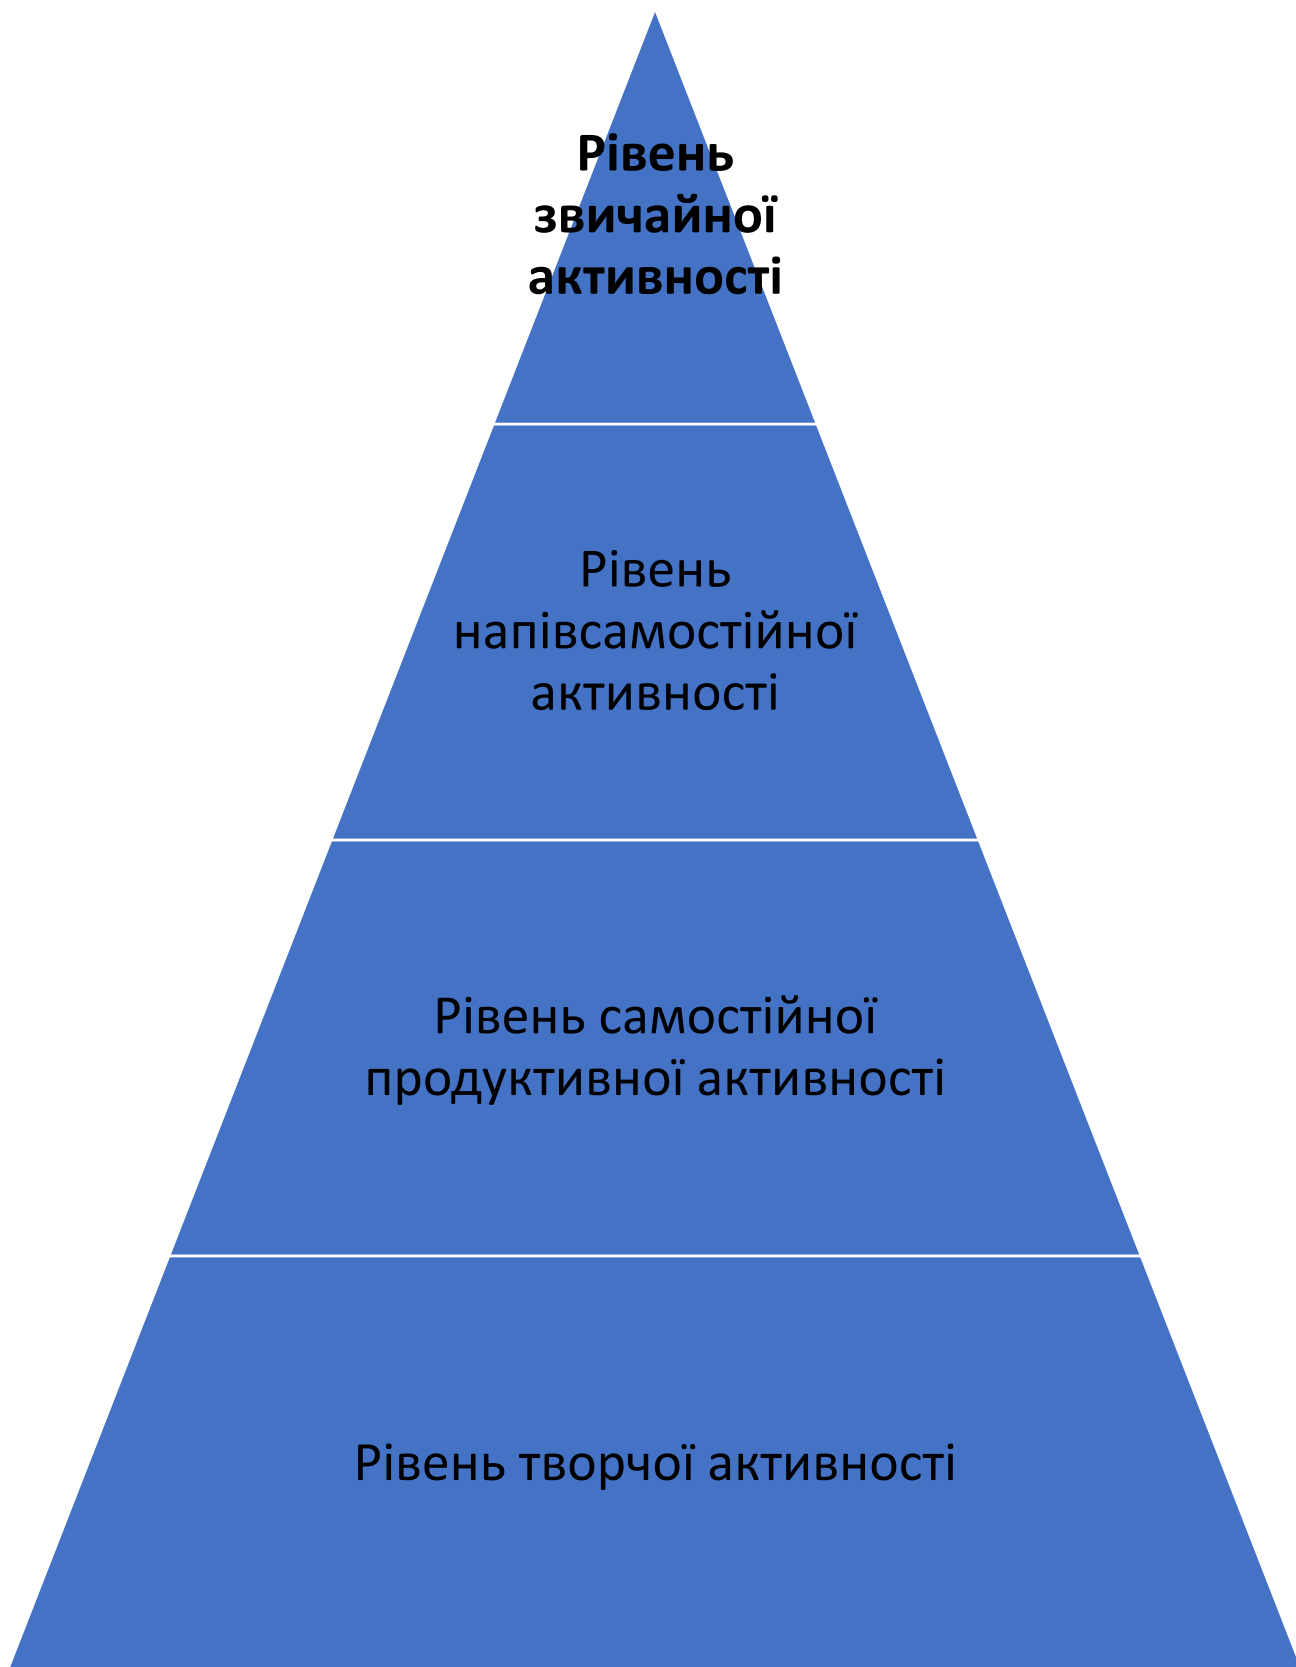 Рівень
звичайної
активності
Рівень
напівсамостійної
активності
Рівень самостійної
продуктивної активності
Рівень творчої активності